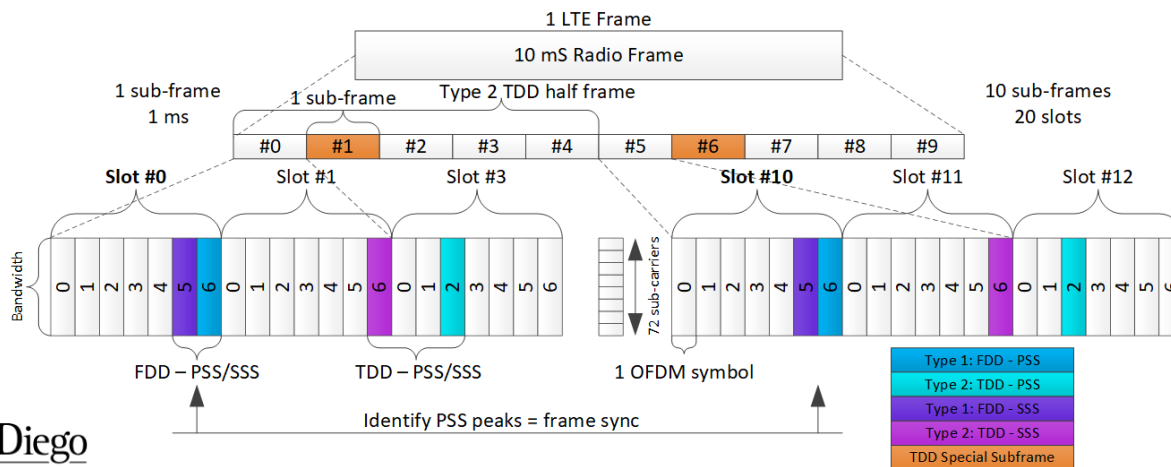 1 LTE Frame
10 mS Radio Frame
1 sub-frame
1 ms
1 sub-frame
Type 2 TDD half frame
10 sub-frames
20 slots
#0 #1 #2 #3 #4 #5 #6 #7 #8 #9
Slot #0 Slot #1 Slot #3 Slot #10 Slot #11 Slot #12
Bandwidth
0 1 2 3 4 5 6 0 1 2 3 4 5 6 0 1 2 3 4 5 6
72 sub-carriers
0 1 2 3 4 5 6 0 1 2 3 4 5 6 0 1 2 3 4 5 6
FDD – PSS/SSS
TDD – PSS/SSS
1 OFDM symbol
Identify PSS peaks = frame sync
Type 1: FDD - PSS
Type 2: TDD - PSS
Type 1: FDD - SSS
Type 2: TDD - SSS
TDD Special Subframe
Diego